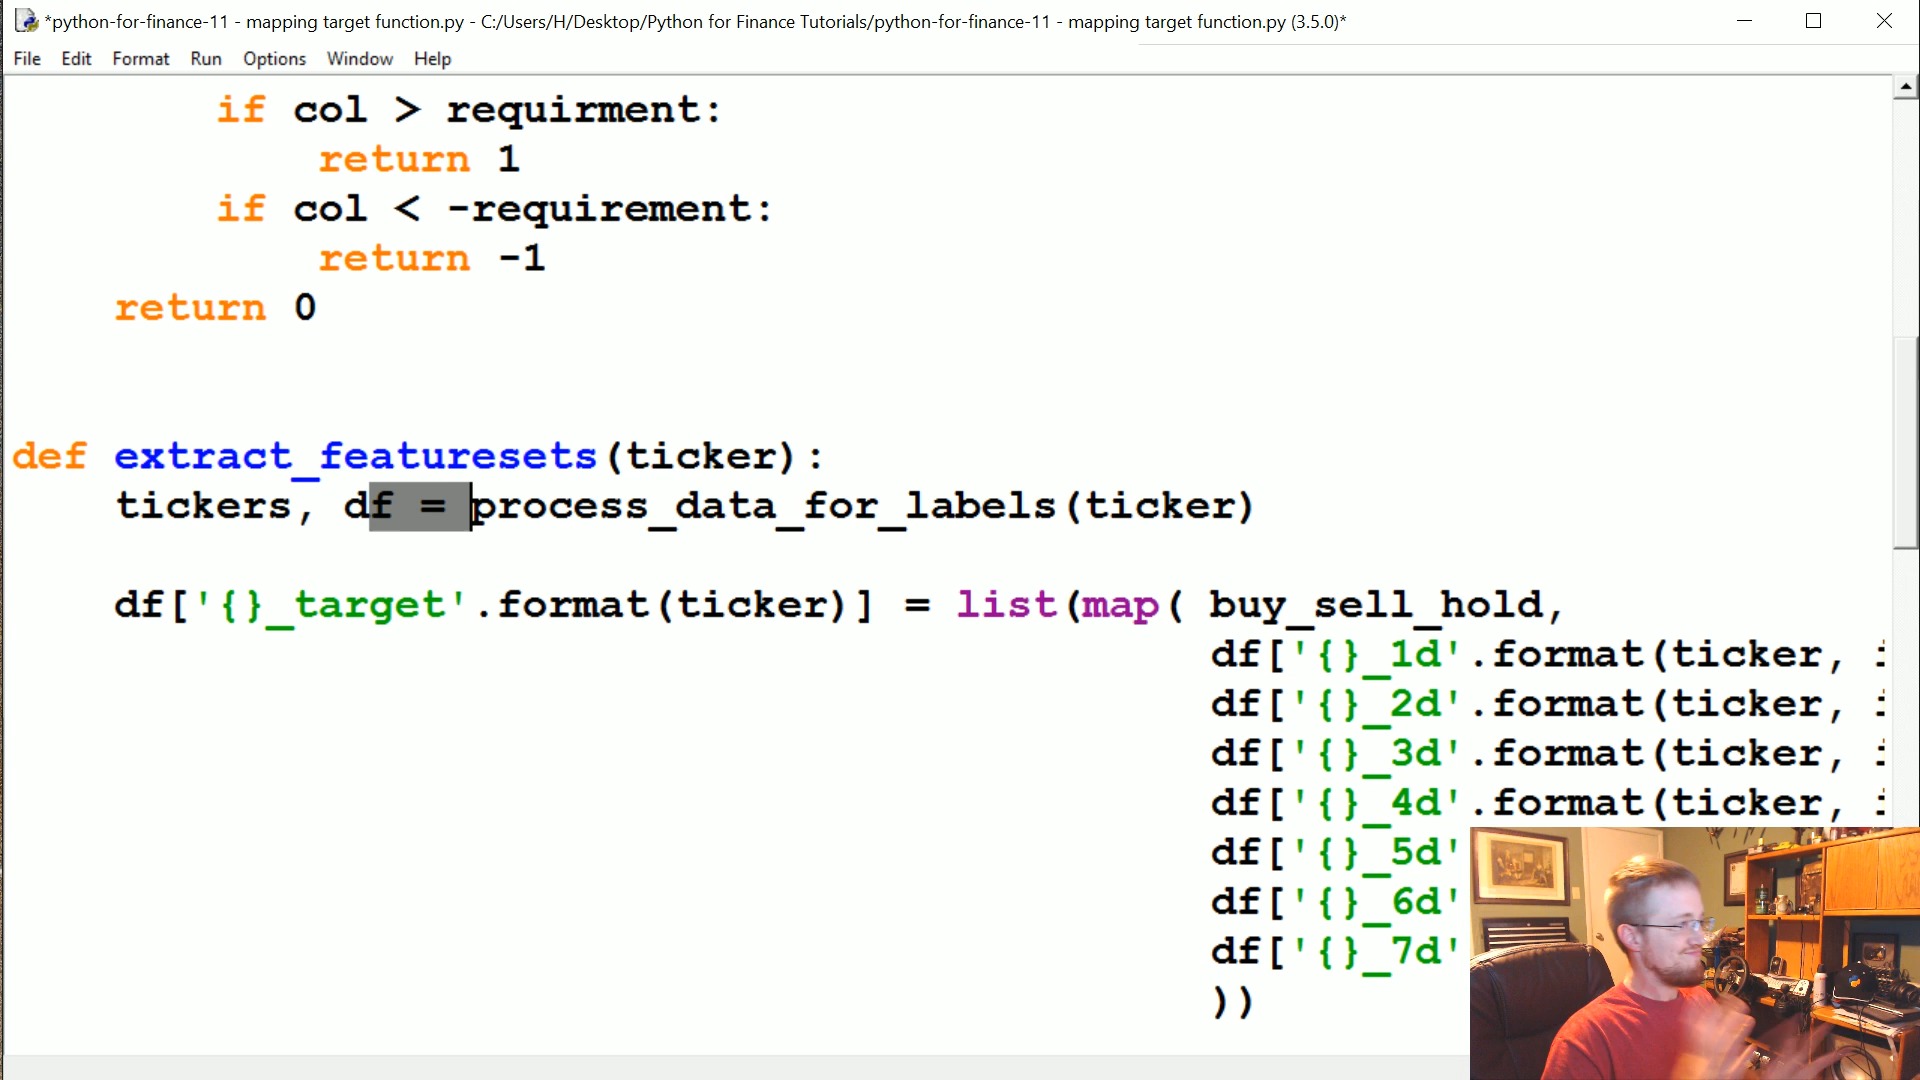 *python-for-finance-11 - mapping target function.py - C:/Users/H/Desktop/Python for Finance Tutorials/python-for-finance-11 - mapping target function.py (3.5.0)*
File Edit Format Run Options Window Help
if col > requirment:
return 1
if col < -requirement:
return -1
return 0
def extract_featuresets(ticker):
tickers, df = process_data_for_labels(ticker)
df['{}_target'.format(ticker)] = list(map( buy_sell_hold,
df['{}_1d'.format(ticker, i
df['{}_2d'.format(ticker, i
df['{}_3d'.format(ticker, i
df['{}_4d'.format(ticker, i
df['{}_5d'
df['{}_6d'
df['{}_7d'
))